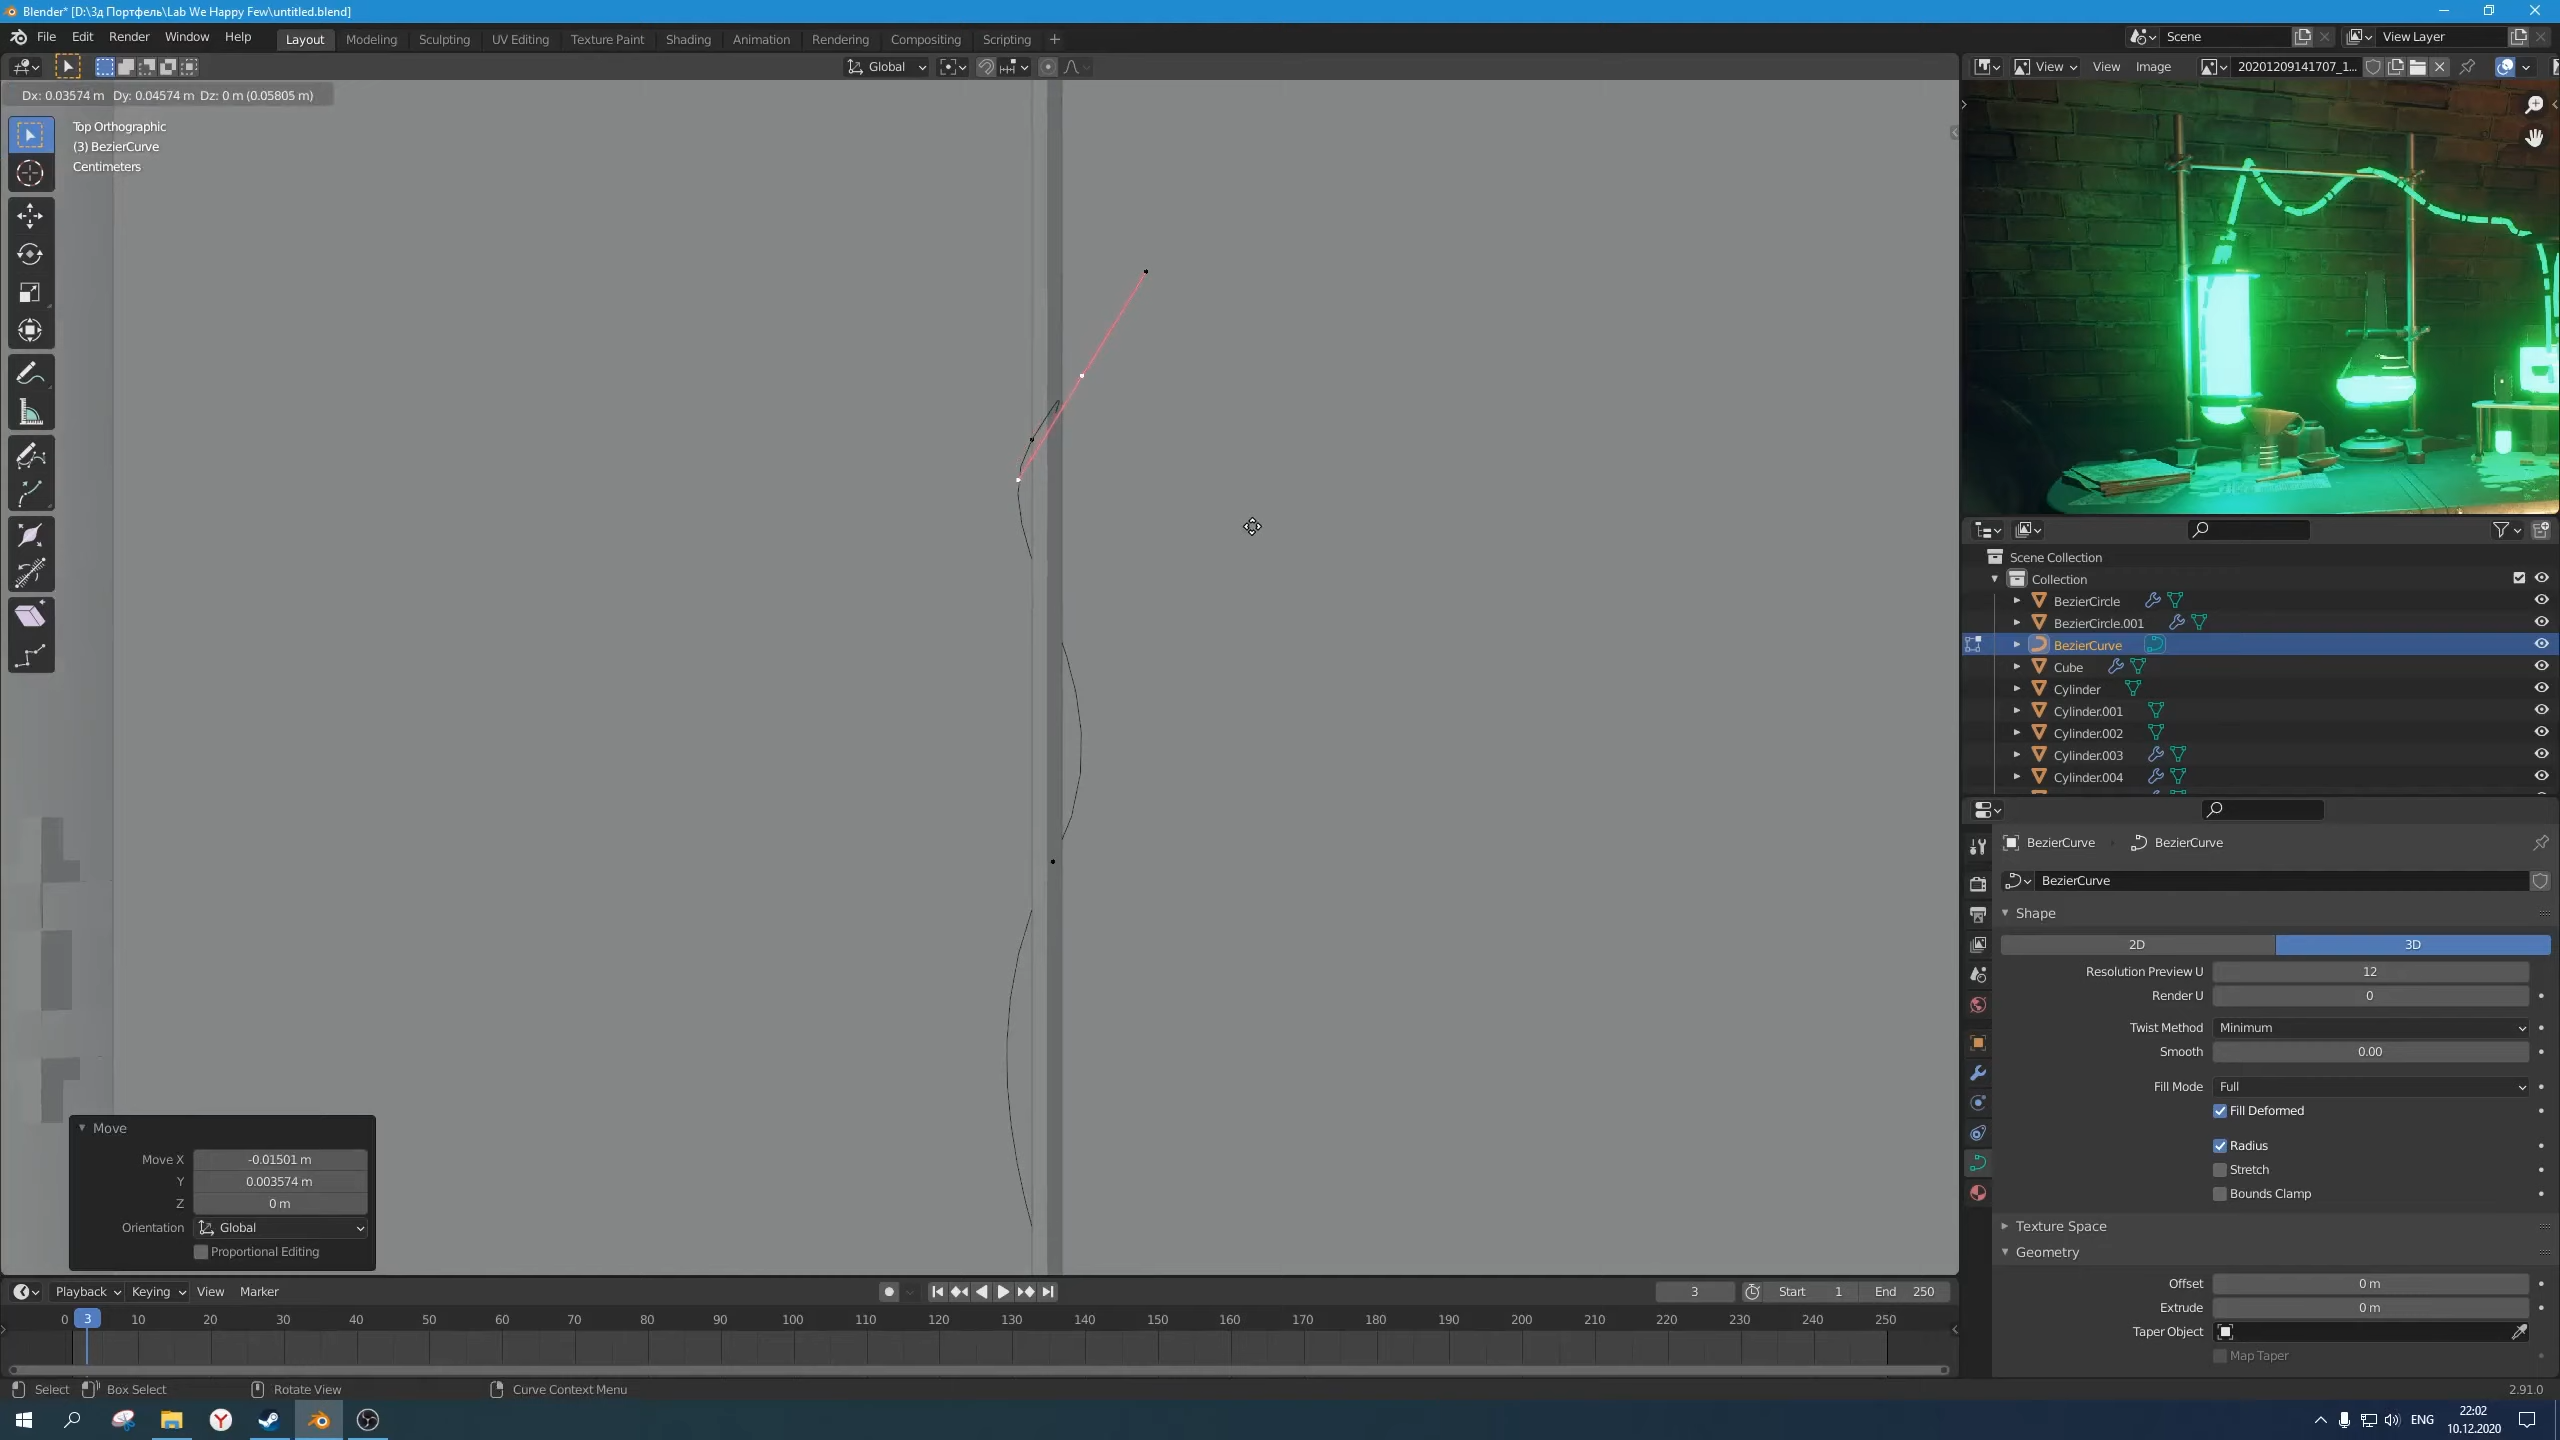 Blender* [D:\3д Портфель\Lab We Happy Few\untitled.blend]
File Edit Render Window Help Layout Modeling Sculpting UV Editing Texture Paint Shading Animation Rendering Compositing Scripting + Scene View Layer
Global View View Image 20201209141707_1...
Dx: 0.03574 m Dy: 0.04574 m Dz: 0 m (0.05805 m)
Top Orthographic
(3) BezierCurve
Centimeters
Scene Collection
Collection
BezierCircle
BezierCircle.001
BezierCurve
Cube
Cylinder
Cylinder.001
Cylinder.002
Cylinder.003
Cylinder.004
BezierCurve BezierCurve
BezierCurve
Shape
2D 3D
Resolution Preview U 12
Render U 0
Twist Method Minimum
Smooth 0.00
Fill Mode Full
Fill Deformed
Radius
Stretch
Bounds Clamp
Texture Space
Geometry
Offset 0 m
Extrude 0 m
Taper Object
Map Taper
Move
Move X -0.01501 m
Y 0.003574 m
Z 0 m
Orientation Global
Proportional Editing
Playback Keying View Marker 3 Start 1 End 250
0 3 10 20 30 40 50 60 70 80 90 100 110 120 130 140 150 160 170 180 190 200 210 220 230 240 250
Select Box Select Rotate View Curve Context Menu 2.91.0
ENG 22:02
10.12.2020